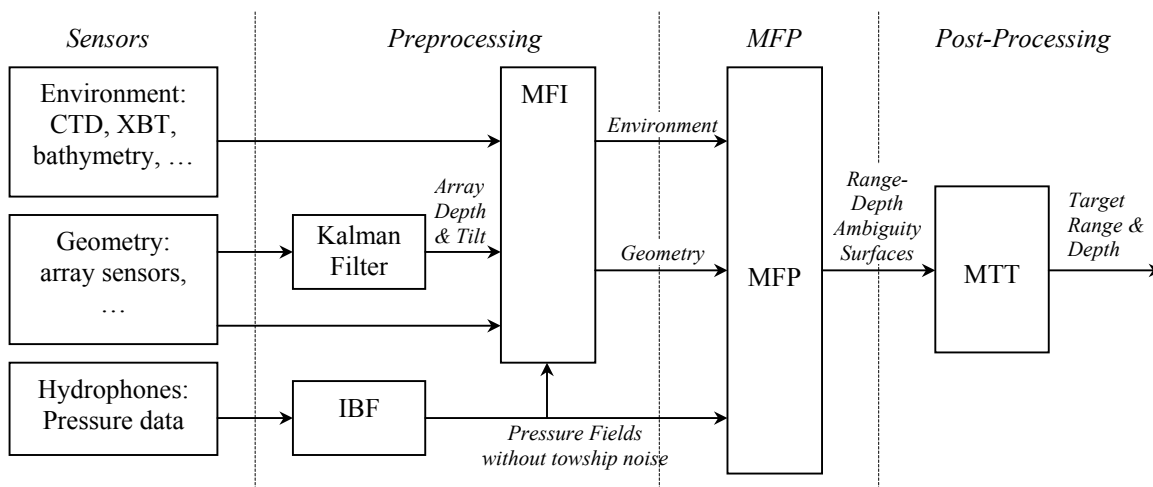 Sensors
Preprocessing
MFP
Post-Processing
Environment:
CTD, XBT,
bathymetry, …
MFI
Environment
Array
Depth
& Tilt
Geometry:
array sensors,
…
Kalman
Filter
Geometry
MFP
Range-
Depth
Ambiguity
Surfaces
MTT
Target
Range &
Depth
Hydrophones:
Pressure data
IBF
Pressure Fields
without towship noise